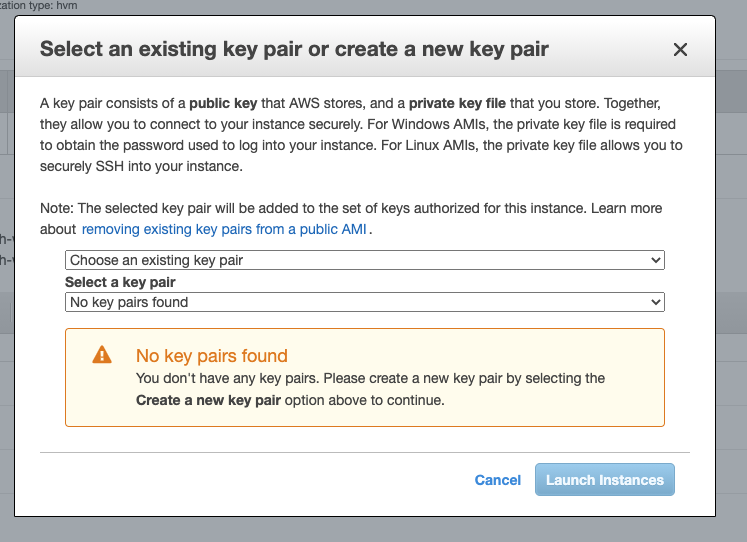 zation type: hvm
Select an existing key pair or create a new key pair
A key pair consists of a public key that AWS stores, and a private key file that you store. Together,
they allow you to connect to your instance securely. For Windows AMIs, the private key file is required
to obtain the password used to log into your instance. For Linux AMIs, the private key file allows you to
securely SSH into your instance.
Note: The selected key pair will be added to the set of keys authorized for this instance. Learn more
about removing existing key pairs from a public AMI.
Choose an existing key pair
Select a key pair
No key pairs found
No key pairs found
You don't have any key pairs. Please create a new key pair by selecting the
Create a new key pair option above to continue.
Cancel Launch Instances